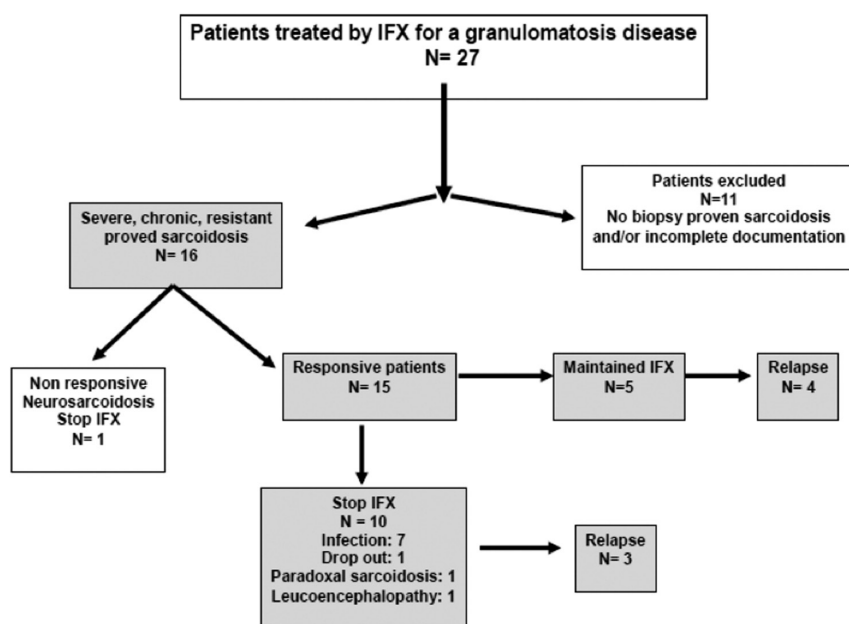 Patients treated by IFX for a granulomatosis disease
N= 27
Patients excluded
N=11
No biopsy proven sarcoidosis
and/or incomplete documentation
Severe, chronic, resistant
proved sarcoidosis
N= 16
Non responsive
Neurosarcoidosis
Stop IFX
N= 1
Responsive patients
N= 15
Maintained IFX
N=5
Relapse
N= 4
Stop IFX
N = 10
Infection: 7
Drop out: 1
Paradoxal sarcoidosis: 1
Leucoencephalopathy: 1
Relapse
N= 3